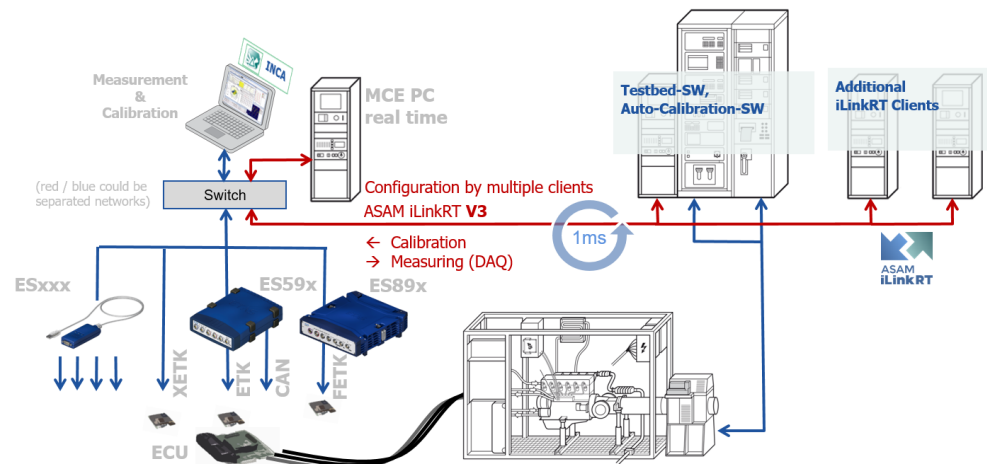 INCA
Measurement
&
Calibration
MCE PC
real time
Testbed-SW,
Auto-Calibration-SW
Additional
iLinkRT Clients
(red / blue could be
separated networks)
Switch
Configuration by multiple clients
ASAM iLinkRT V3
1ms
← Calibration
→ Measuring (DAQ)
ASAM
iLinkRT
ESxxx
ES59x
ES89x
XETK
ETK
CAN
FETK
ECU